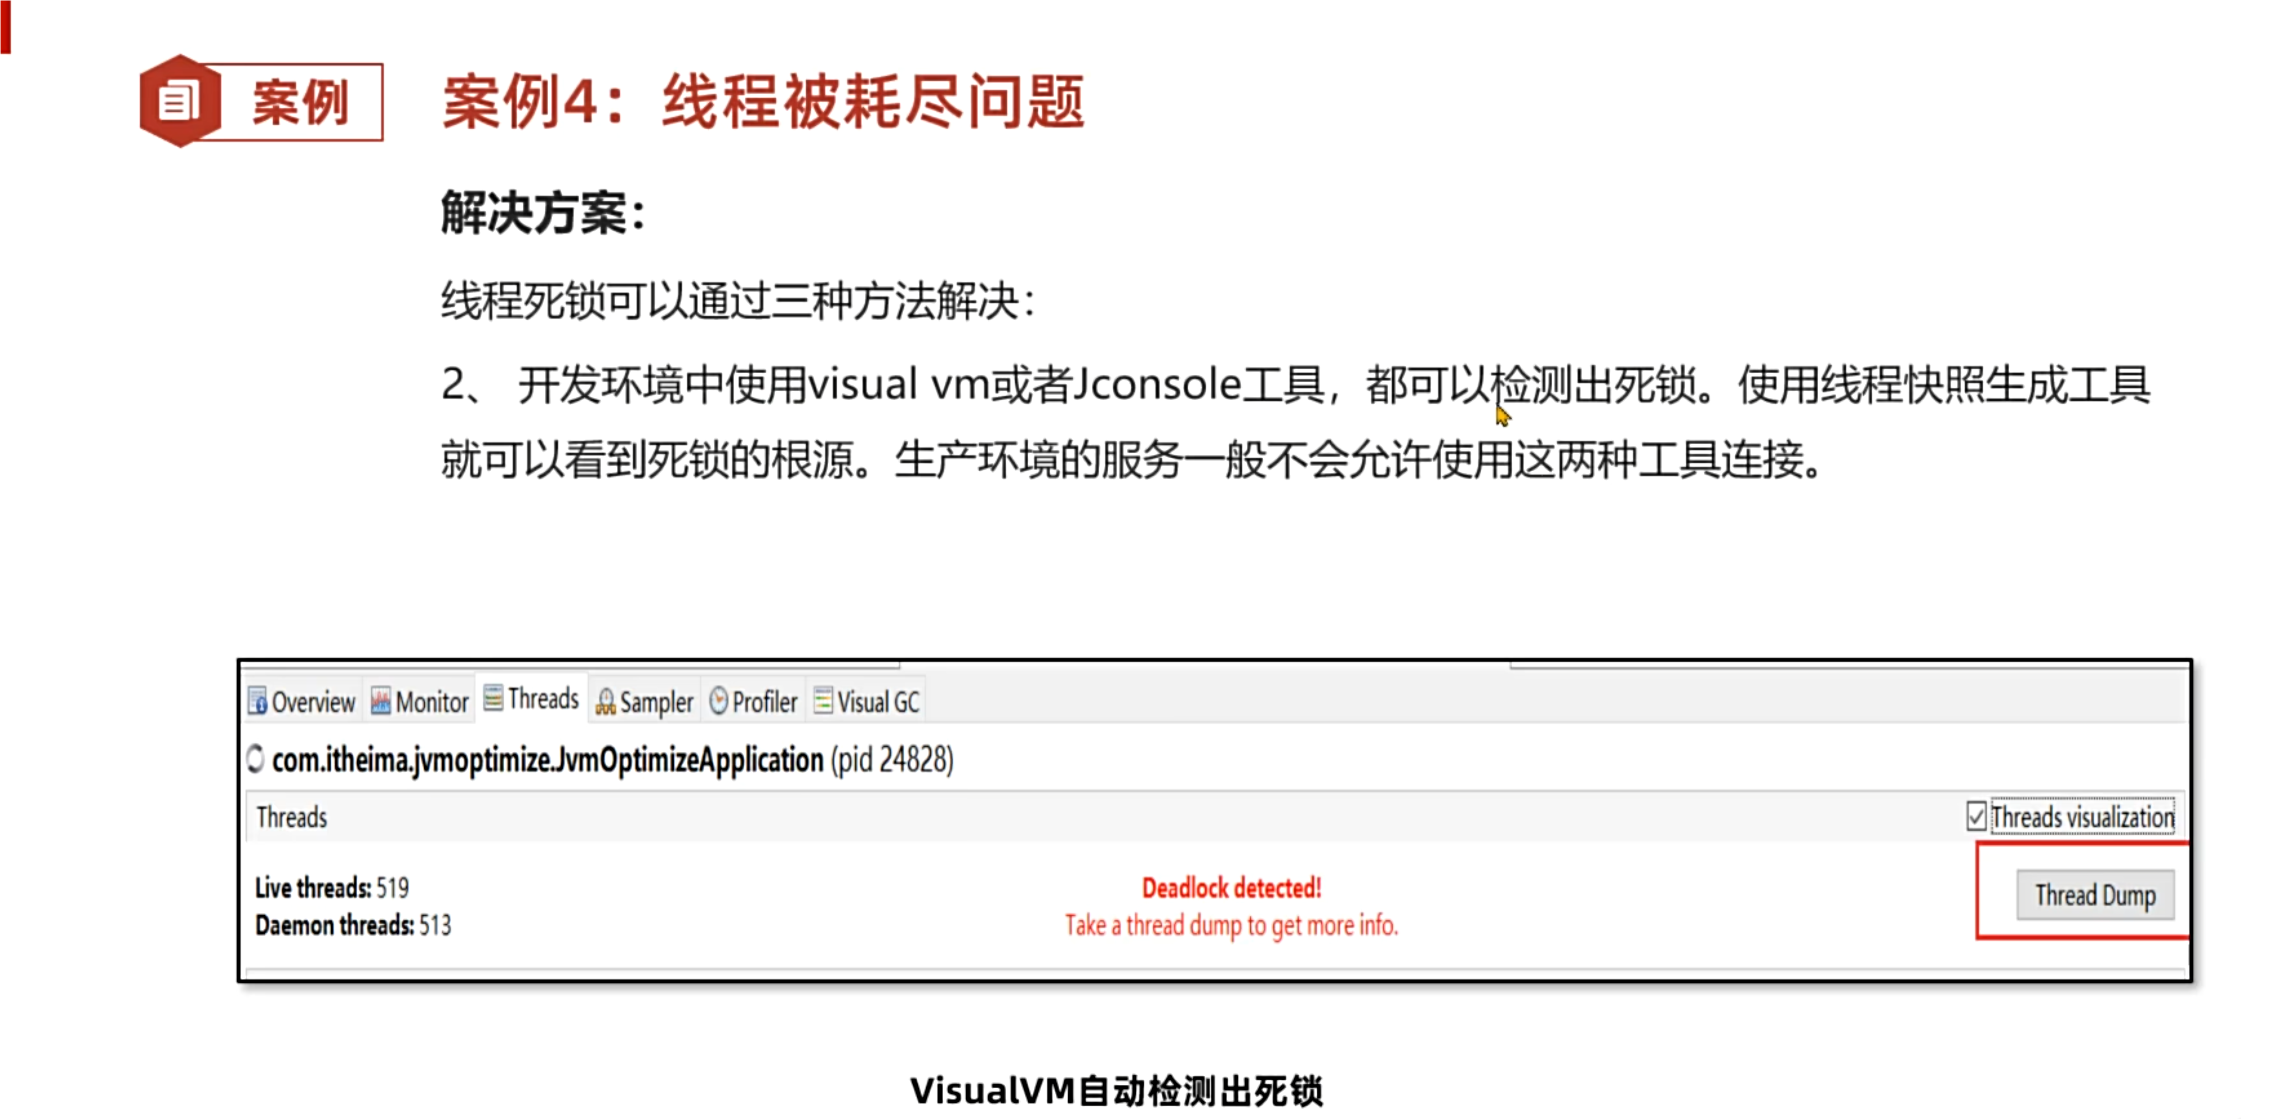 案例
案例4：线程被耗尽问题
解决方案：
线程死锁可以通过三种方法解决：
2、 开发环境中使用visual vm或者Jconsole工具，都可以检测出死锁。使用线程快照生成工具
就可以看到死锁的根源。生产环境的服务一般不会允许使用这两种工具连接。
Overview Monitor Threads Sampler Profiler Visual GC
com.itheima.jvmoptimize.JvmOptimizeApplication (pid 24828)
Threads Threads visualization
Live threads: 519
Daemon threads: 513
Deadlock detected!
Take a thread dump to get more info.
Thread Dump
VisualVM自动检测出死锁